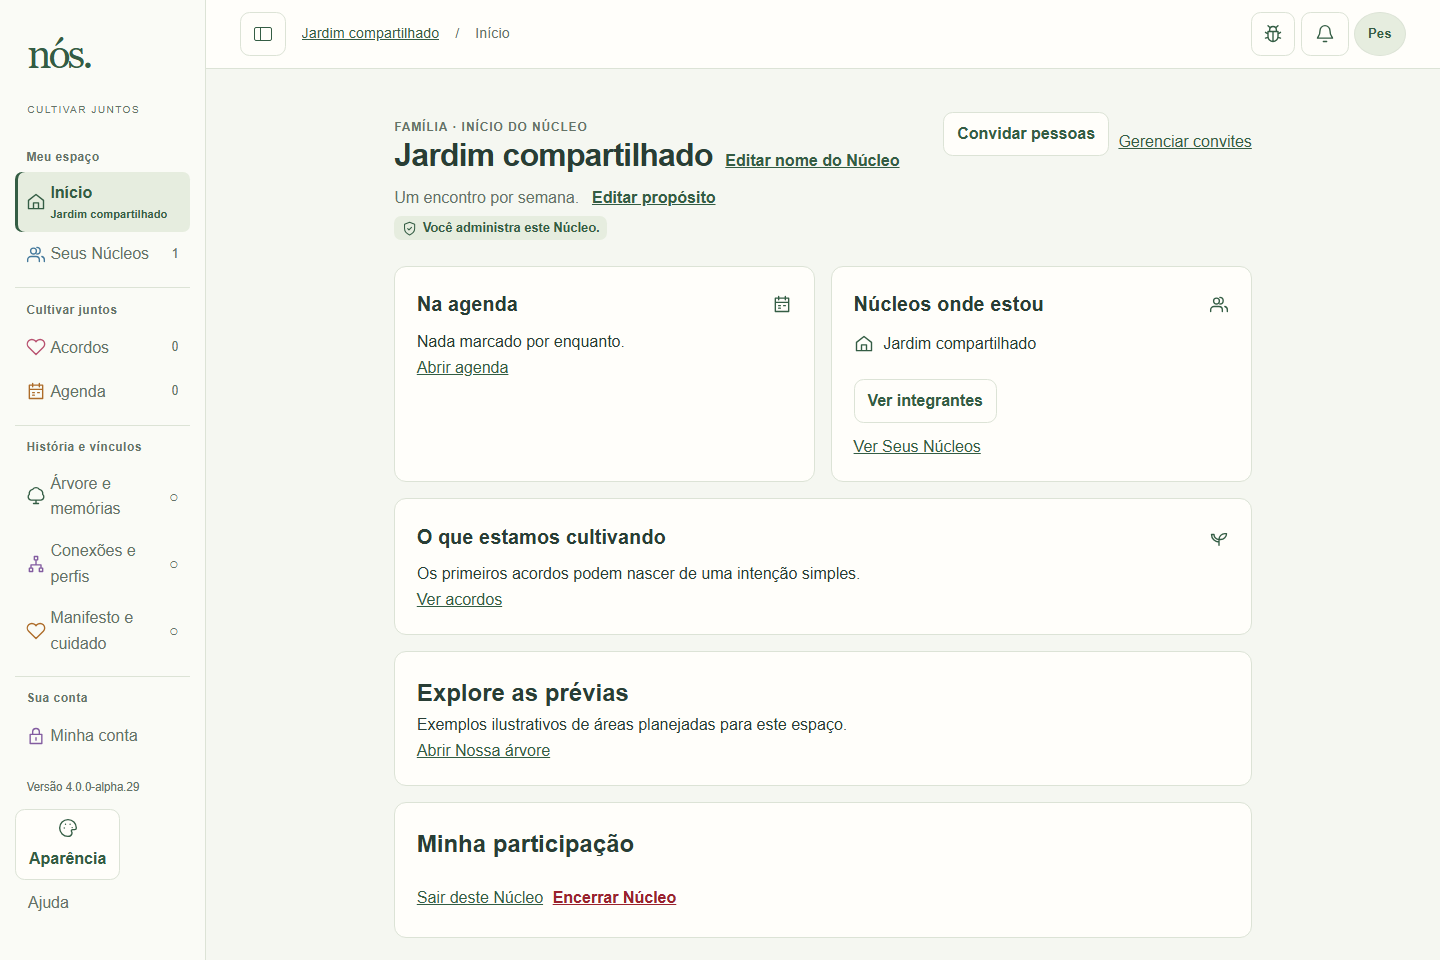 nós.
CULTIVAR JUNTOS
Meu espaço
Início
Jardim compartilhado
Seus Núcleos 1
Cultivar juntos
Acordos 0
Agenda 0
História e vínculos
Árvore e
memórias
Conexões e
perfis
Manifesto e
cuidado
Sua conta
Minha conta
Versão 4.0.0-alpha.29
Aparência
Ajuda
Jardim compartilhado / Início
Pes
FAMÍLIA · INÍCIO DO NÚCLEO
Jardim compartilhado Editar nome do Núcleo
Convidar pessoas Gerenciar convites
Um encontro por semana. Editar propósito
Você administra este Núcleo.
Na agenda
Nada marcado por enquanto.
Abrir agenda
Núcleos onde estou
Jardim compartilhado
Ver integrantes
Ver Seus Núcleos
O que estamos cultivando
Os primeiros acordos podem nascer de uma intenção simples.
Ver acordos
Explore as prévias
Exemplos ilustrativos de áreas planejadas para este espaço.
Abrir Nossa árvore
Minha participação
Sair deste Núcleo Encerrar Núcleo